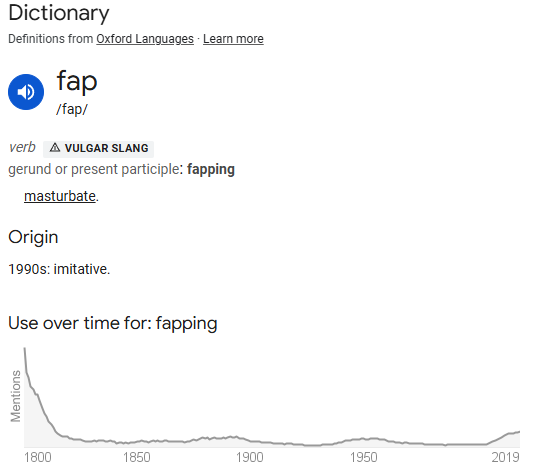 Dictionary
Definitions from Oxford Languages · Learn more
fap
/fap/
verb ⚠ VULGAR SLANG
gerund or present participle: fapping
masturbate.
Origin
1990s: imitative.
Use over time for: fapping
Mentions
1800 1850 1900 1950 2019